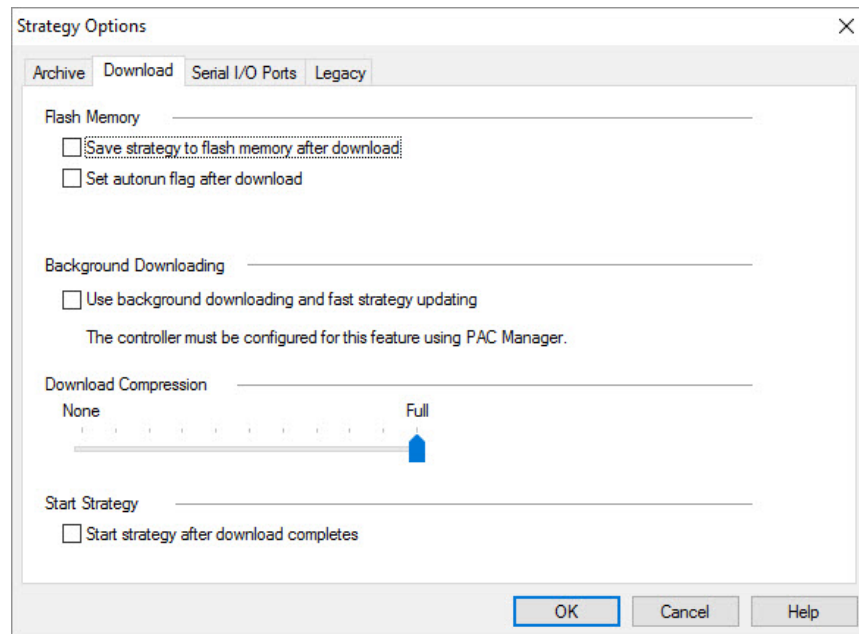 Strategy Options
Archive Download Serial I/O Ports Legacy
Flash Memory
Save strategy to flash memory after download
Set autorun flag after download
Background Downloading
Use background downloading and fast strategy updating
The controller must be configured for this feature using PAC Manager.
Download Compression
None Full
Start Strategy
Start strategy after download completes
OK Cancel Help